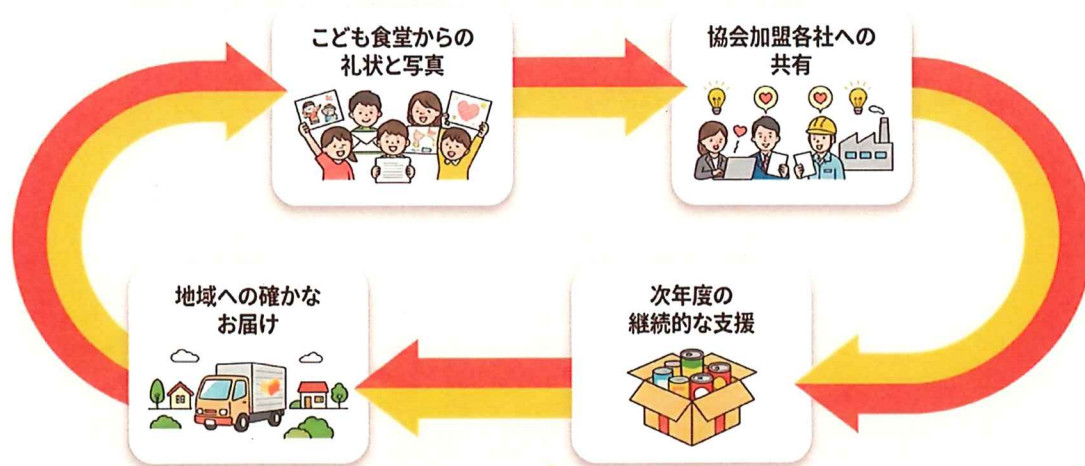 こども食堂からの
礼状と写真
協会加盟各社への
共有
次年度の
継続的な支援
地域への確かな
お届け